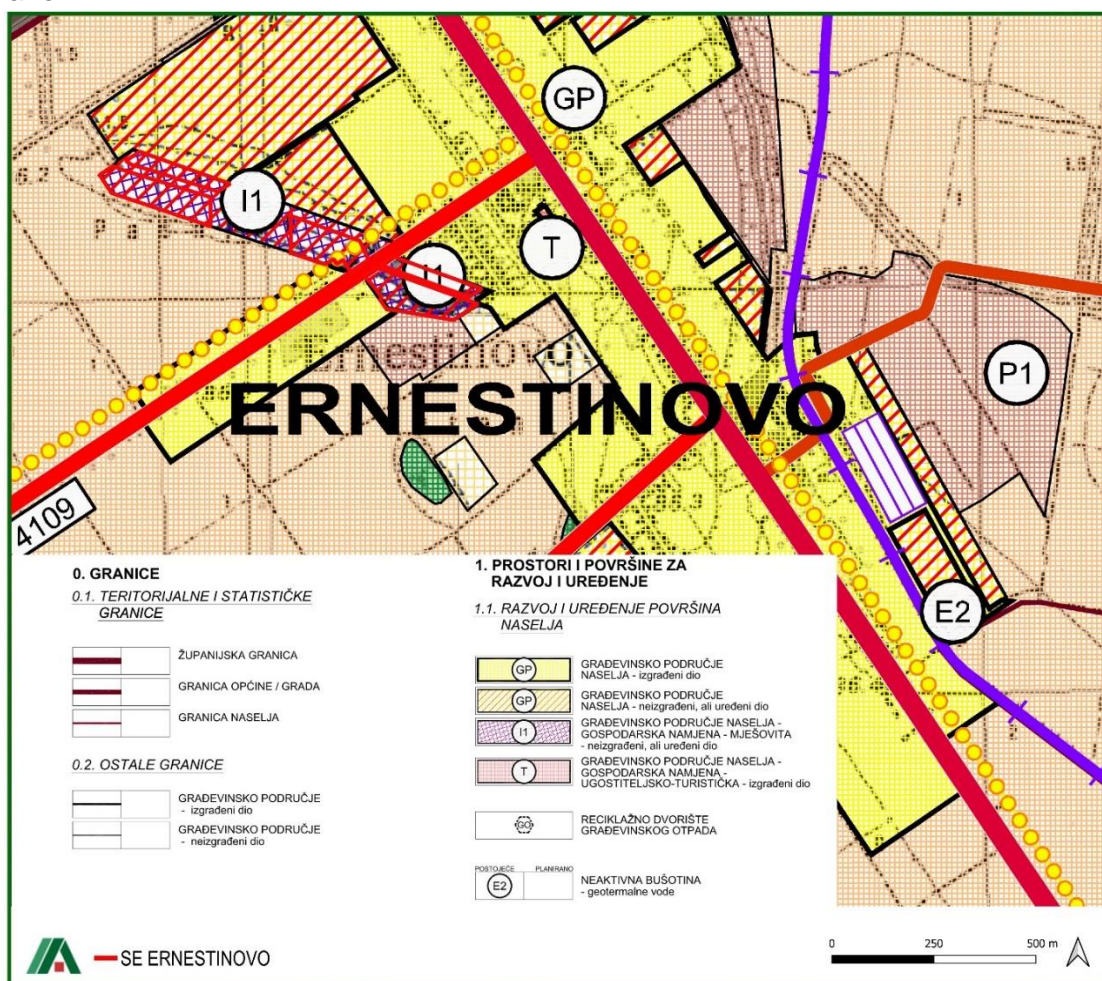 GP
I1
T
I1
Ernestinovo
ERNESTINOVO
P1
4109
E2
0. GRANICE
0.1. TERITORIJALNE I STATISTIČKE
GRANICE
ŽUPANIJSKA GRANICA
GRANICA OPĆINE / GRADA
GRANICA NASELJA
0.2. OSTALE GRANICE
GRAĐEVINSKO PODRUČJE
- izgrađeni dio
GRAĐEVINSKO PODRUČJE
- neizgrađeni dio
1. PROSTORI I POVRŠINE ZA
RAZVOJ I UREĐENJE
1.1. RAZVOJ I UREĐENJE POVRŠINA
NASELJA
GP
GRAĐEVINSKO PODRUČJE
NASELJA - izgrađeni dio
GP
GRAĐEVINSKO PODRUČJE
NASELJA - neizgrađeni, ali uređeni dio
I1
GRAĐEVINSKO PODRUČJE NASELJA -
GOSPODARSKA NAMJENA - MJEŠOVITA
- neizgrađeni, ali uređeni dio
T
GRAĐEVINSKO PODRUČJE NASELJA -
GOSPODARSKA NAMJENA -
UGOSTITELJSKO-TURISTIČKA - izgrađeni dio
GO
RECIKLAŽNO DVORIŠTE
GRAĐEVINSKOG OTPADA
POSTOJEĆE PLANIRANO
E2
NEAKTIVNA BUŠOTINA
- geotermalne vode
SE ERNESTINOVO
0 250 500 m